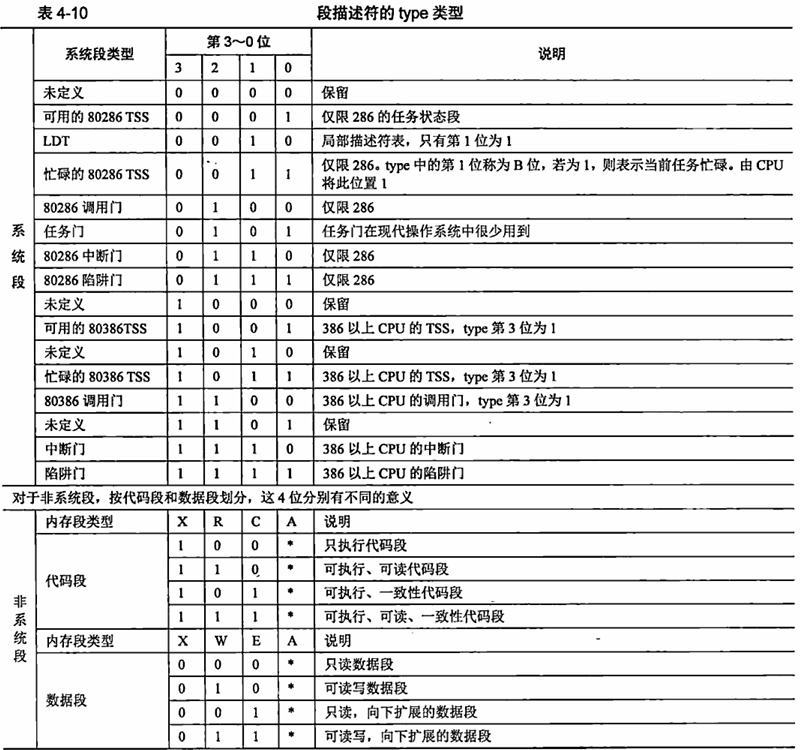 表 4-10 段描述符的 type 类型
系统段类型 第 3～0 位 说明
3 2 1 0
系统段
未定义 0 0 0 0 保留
可用的 80286 TSS 0 0 0 1 仅限 286 的任务状态段
LDT 0 0 1 0 局部描述符表，只有第 1 位为 1
忙碌的 80286 TSS 0 0 1 1 仅限 286。type 中的第 1 位称为 B 位，若为 1，则表示当前任务忙碌。由 CPU
将此位置 1
80286 调用门 0 1 0 0 仅限 286
任务门 0 1 0 1 任务门在现代操作系统中很少用到
80286 中断门 0 1 1 0 仅限 286
80286 陷阱门 0 1 1 1 仅限 286
未定义 1 0 0 0 保留
可用的 80386TSS 1 0 0 1 386 以上 CPU 的 TSS，type 第 3 位为 1
未定义 1 0 1 0 保留
忙碌的 80386 TSS 1 0 1 1 386 以上 CPU 的 TSS，type 第 3 位为 1
80386 调用门 1 1 0 0 386 以上 CPU 的调用门，type 第 3 位为 1
未定义 1 1 0 1 保留
中断门 1 1 1 0 386 以上 CPU 的中断门
陷阱门 1 1 1 1 386 以上 CPU 的陷阱门
对于非系统段，按代码段和数据段划分，这 4 位分别有不同的意义
非系统段
内存段类型 X R C A 说明
代码段
1 0 0 * 只执行代码段
1 1 0 * 可执行、可读代码段
1 0 1 * 可执行、一致性代码段
1 1 1 * 可执行、可读、一致性代码段
内存段类型 X W E A 说明
数据段
0 0 0 * 只读数据段
0 1 0 * 可读写数据段
0 0 1 * 只读，向下扩展的数据段
0 1 1 * 可读写，向下扩展的数据段